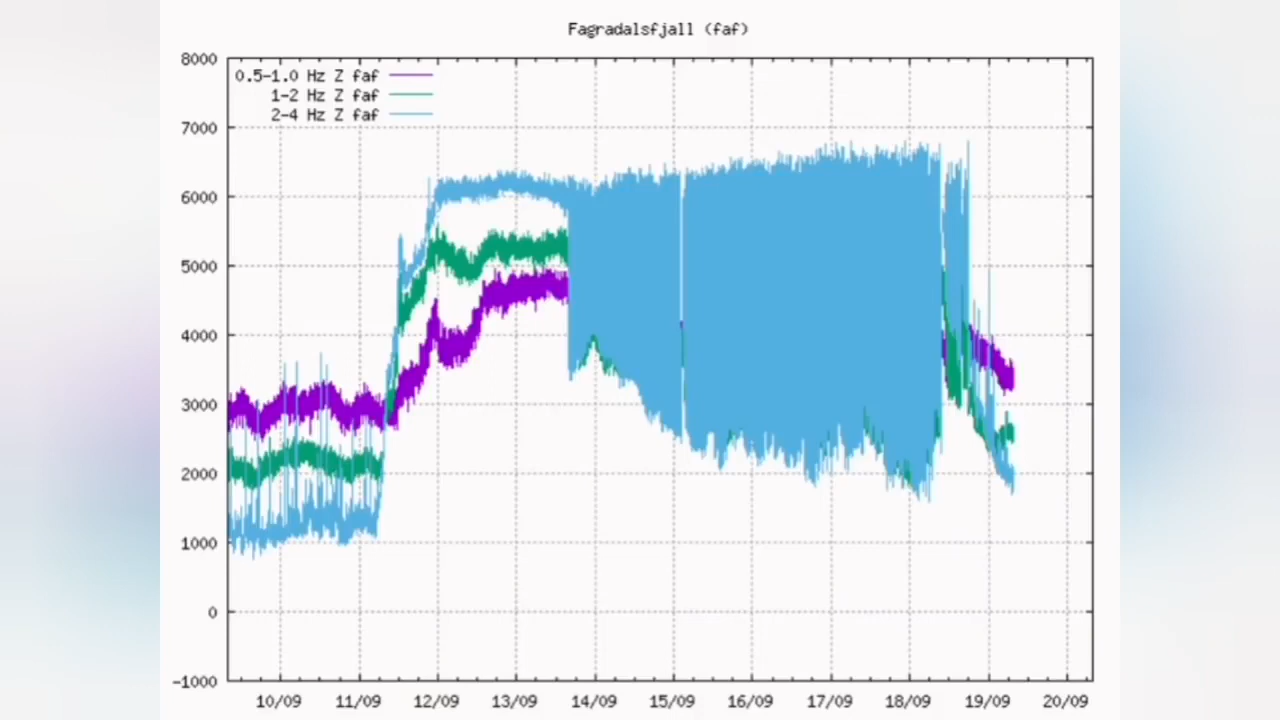 Fagradalsfjall (faf)
8000
0.5-1.0 Hz Z faf
1-2 Hz Z faf
2-4 Hz Z faf
7000
6000
5000
4000
3000
2000
1000
0
-1000
10/09 11/09 12/09 13/09 14/09 15/09 16/09 17/09 18/09 19/09 20/09